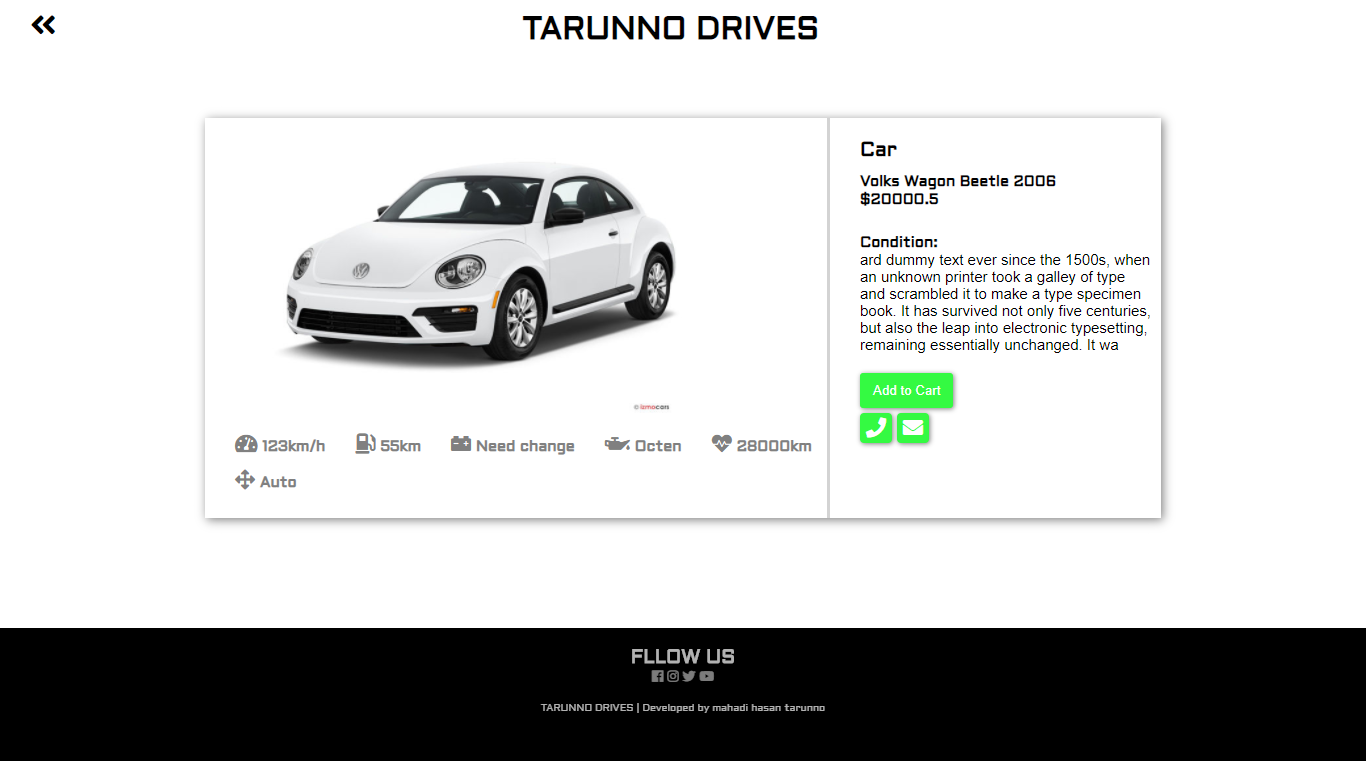 TARUNNO DRIVES
© izmocars
123km/h 55km Need change Octen 28000km
Auto
Car
Volks Wagon Beetle 2006
$20000.5
Condition:
ard dummy text ever since the 1500s, when
an unknown printer took a galley of type
and scrambled it to make a type specimen
book. It has survived not only five centuries,
but also the leap into electronic typesetting,
remaining essentially unchanged. It wa
Add to Cart
FLLOW US
TARUNNO DRIVES | Developed by mahadi hasan tarunno